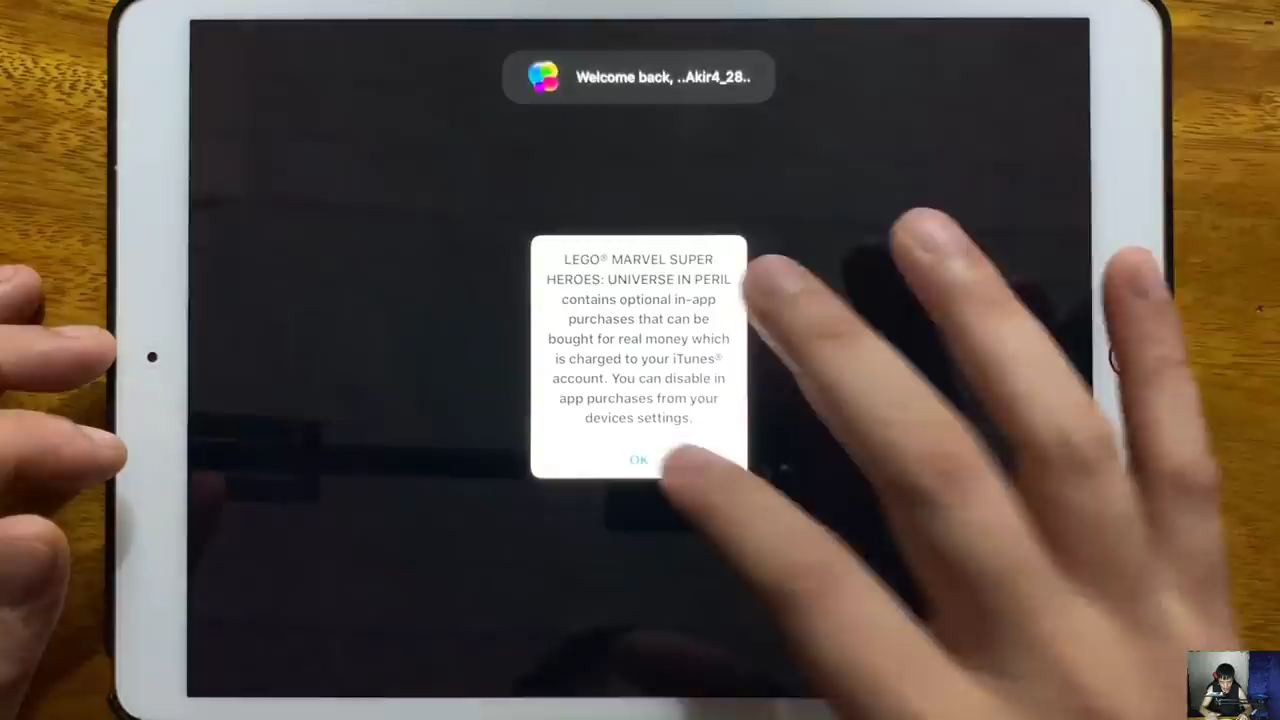 Welcome back, ..Akir4_28..
LEGO® MARVEL SUPER
HEROES: UNIVERSE IN PERIL
contains optional in-app
purchases that can be
bought for real money which
is charged to your iTunes®
account. You can disable in
app purchases from your
devices settings.
OK